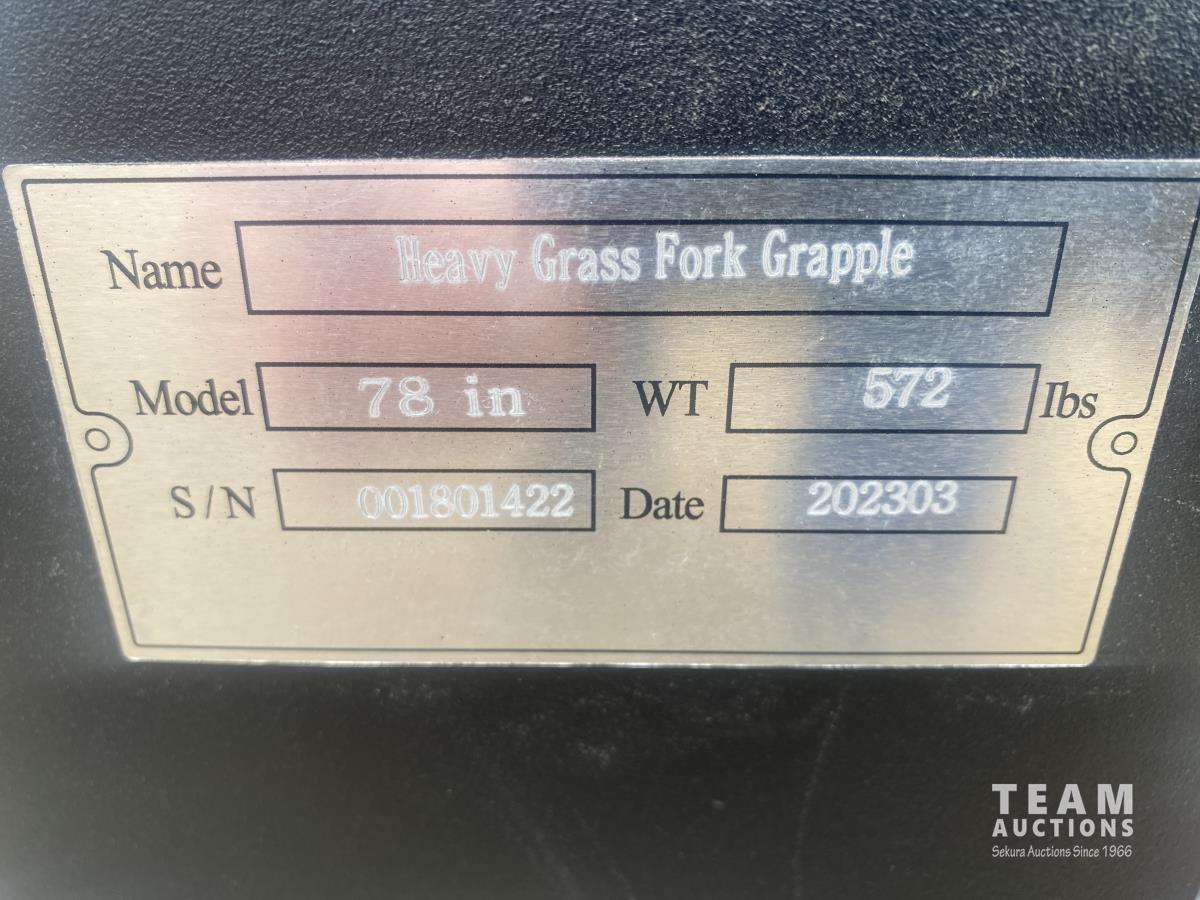 Name Heavy Grass Fork Grapple
Model 78 in WT 572 Ibs
S/N 001801422 Date 202303
TEAM
AUCTIONS
Sekura Auctions Since 1966